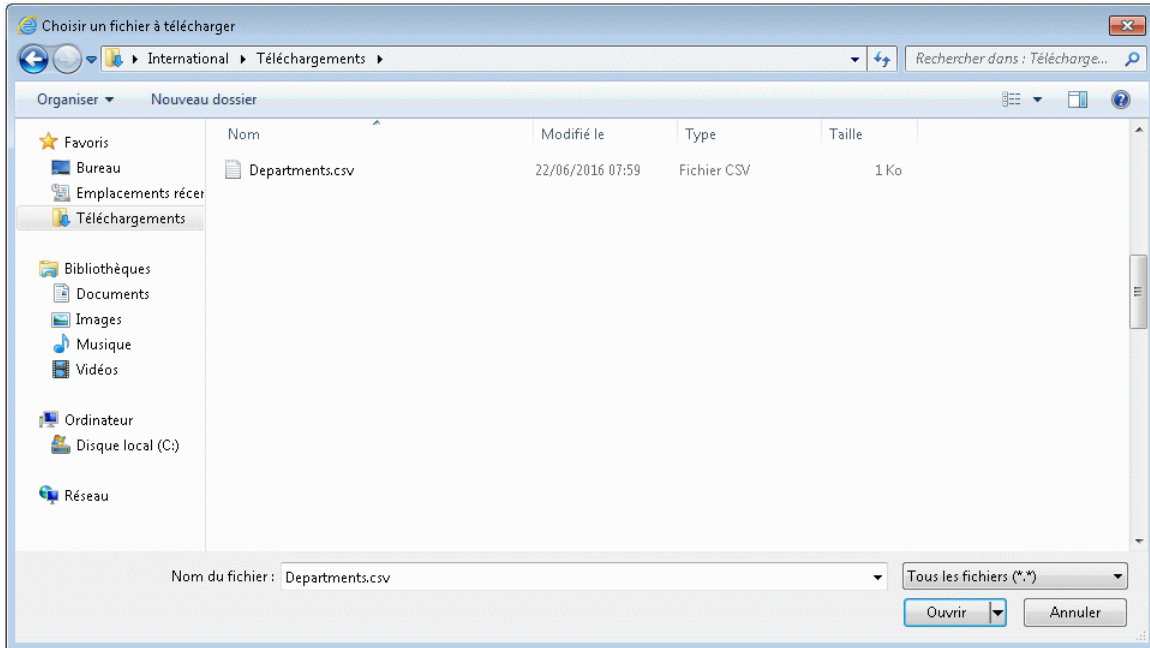 Choisir un fichier à télécharger
International Téléchargements
Rechercher dans : Télécharge...
Organiser Nouveau dossier
Favoris
Bureau
Emplacements récer
Téléchargements
Bibliothèques
Documents
Images
Musique
Vidéos
Ordinateur
Disque local (C:)
Réseau
Nom Modifié le Type Taille
Departments.csv 22/06/2016 07:59 Fichier CSV 1 Ko
Nom du fichier : Departments.csv
Tous les fichiers (*.*)
Ouvrir Annuler